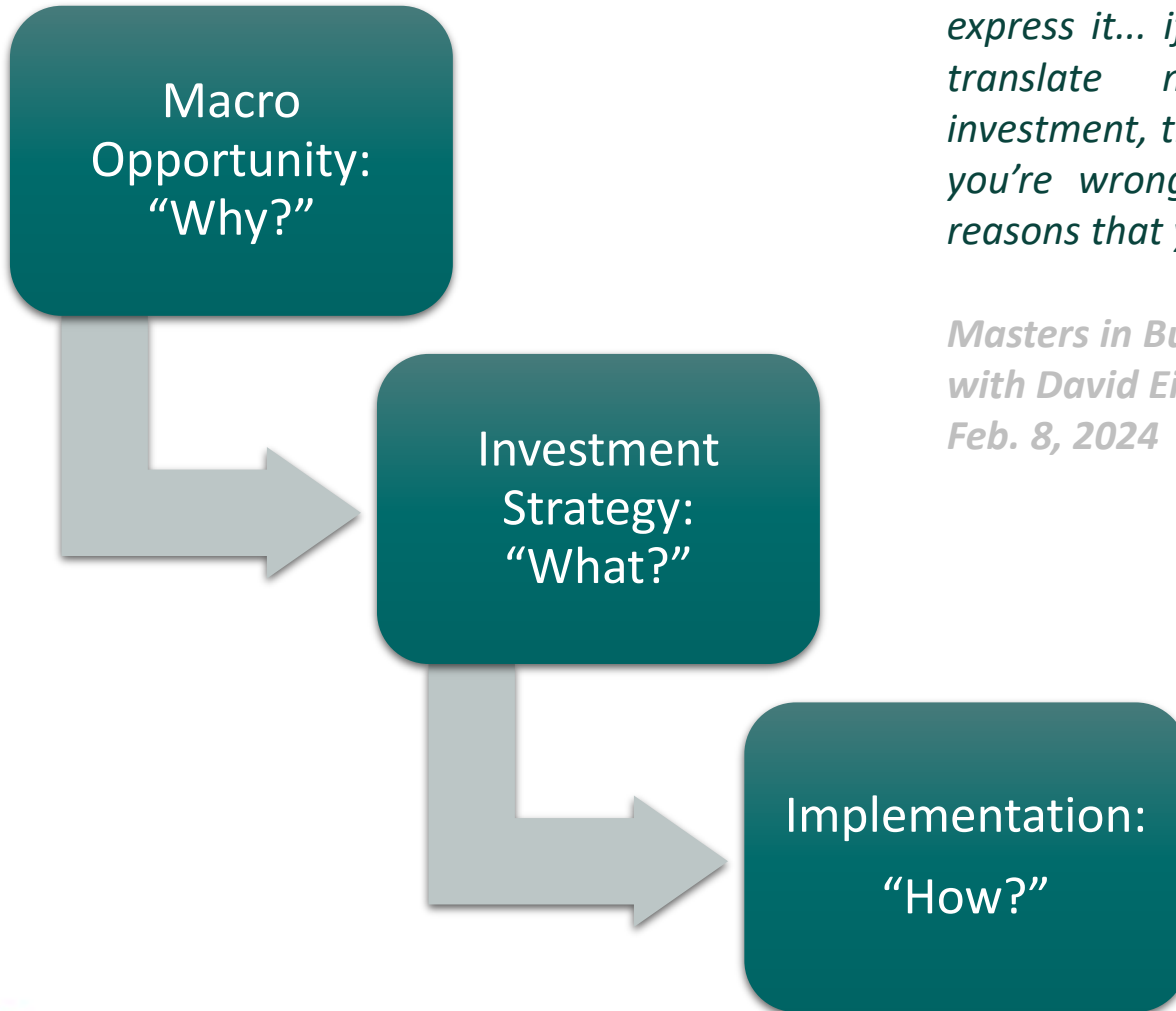 Macro
Opportunity:
“Why?”
express it... if
translate
investment, t
you’re wrong
reasons that
Masters in Bu
with David Ei
Feb. 8, 2024
Investment
Strategy:
“What?”
Implementation:
“How?”